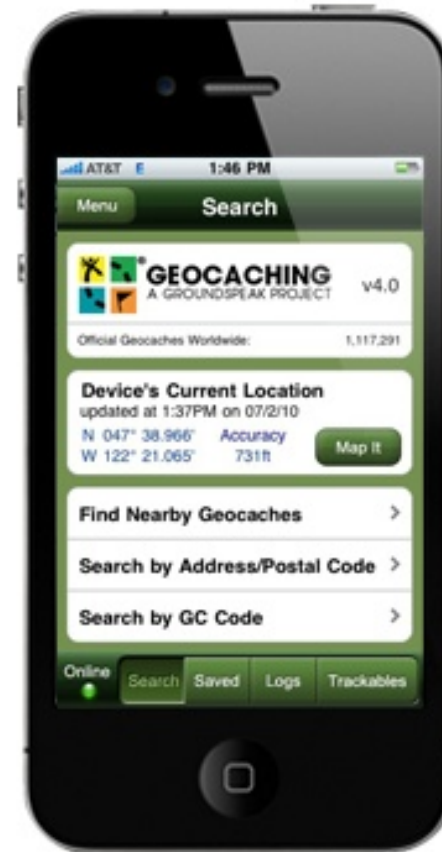 AT&T E 1:46 PM
Menu Search
GEOCACHING v4.0
A GROUNDSPEAK PROJECT
Official Geocaches Worldwide: 1,117,291
Device's Current Location
updated at 1:37PM on 07/2/10
N 047° 38.966' Accuracy
W 122° 21.065' 731ft Map It
Find Nearby Geocaches >
Search by Address/Postal Code >
Search by GC Code >
Online Search Saved Logs Trackables